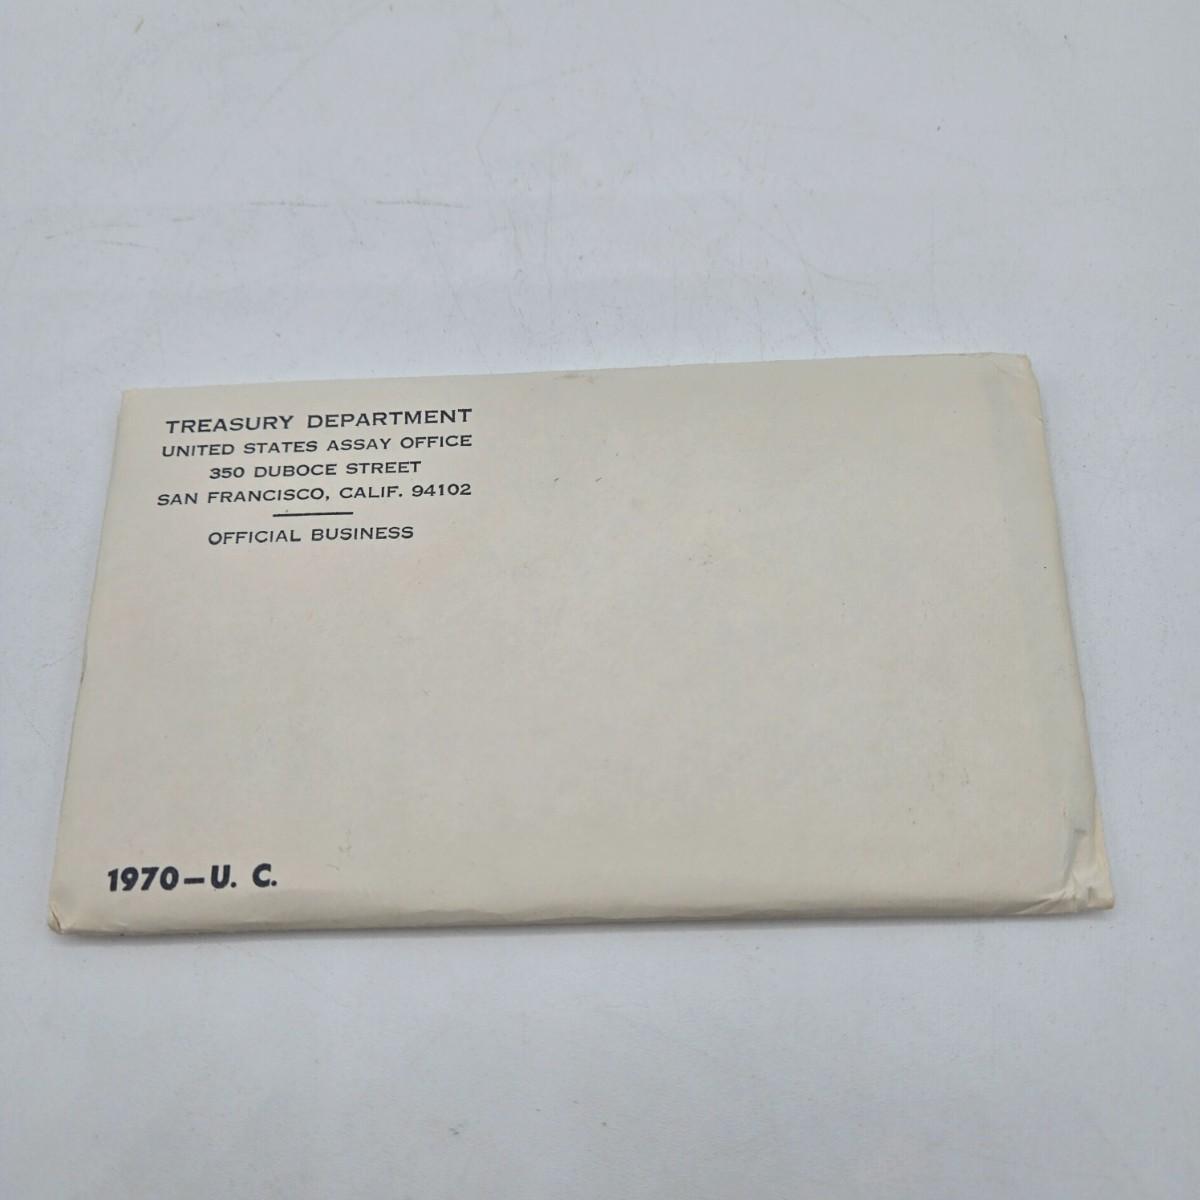 TREASURY DEPARTMENT
UNITED STATES ASSAY OFFICE
350 DUBOCE STREET
SAN FRANCISCO, CALIF. 94102
OFFICIAL BUSINESS
1970-U. C.